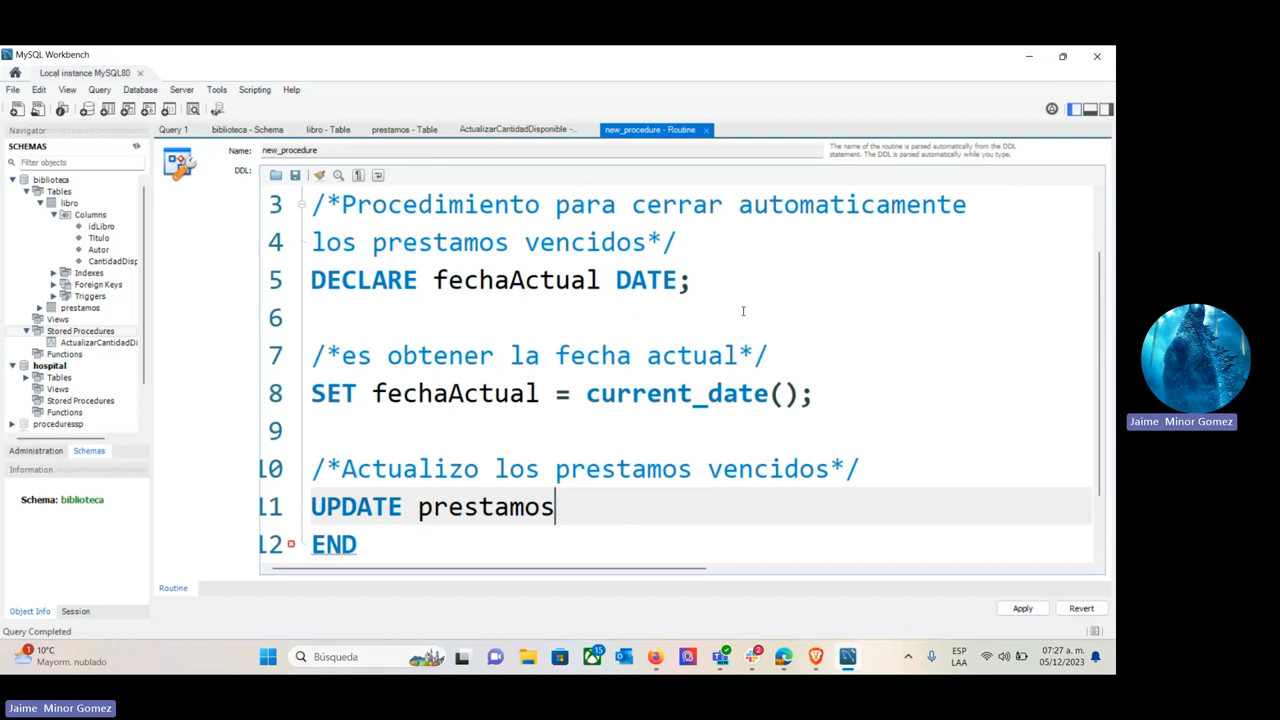 MySQL Workbench
Local instance MySQL80
File Edit View Query Database Server Tools Scripting Help
Navigator
SCHEMAS
Filter objects
biblioteca
Tables
libro
Columns
idLibro
Titulo
Autor
CantidadDisp
Indexes
Foreign Keys
Triggers
prestamos
Views
Stored Procedures
ActualizarCantidadDi
Functions
hospital
Tables
Views
Stored Procedures
Functions
proceduressp
Administration Schemas
Information
Schema: biblioteca
Object Info Session
Query Completed
Query 1 biblioteca - Schema libro - Table prestamos - Table ActualizarCantidadDisponible -... new_procedure - Routine
Name: new_procedure
The name of the routine is parsed automatically from the DDL
statement. The DDL is parsed automatically while you type.
DDL:
3 /*Procedimiento para cerrar automaticamente
4 los prestamos vencidos*/
5 DECLARE fechaActual DATE;
6
7 /*es obtener la fecha actual*/
8 SET fechaActual = current_date();
9
10 /*Actualizo los prestamos vencidos*/
11 UPDATE prestamos
12 END
Routine
Apply Revert
1
10°C
Mayorm. nublado
Búsqueda
15
2
ESP
LAA
07:27 a. m.
05/12/2023
Jaime Minor Gomez
Jaime Minor Gomez